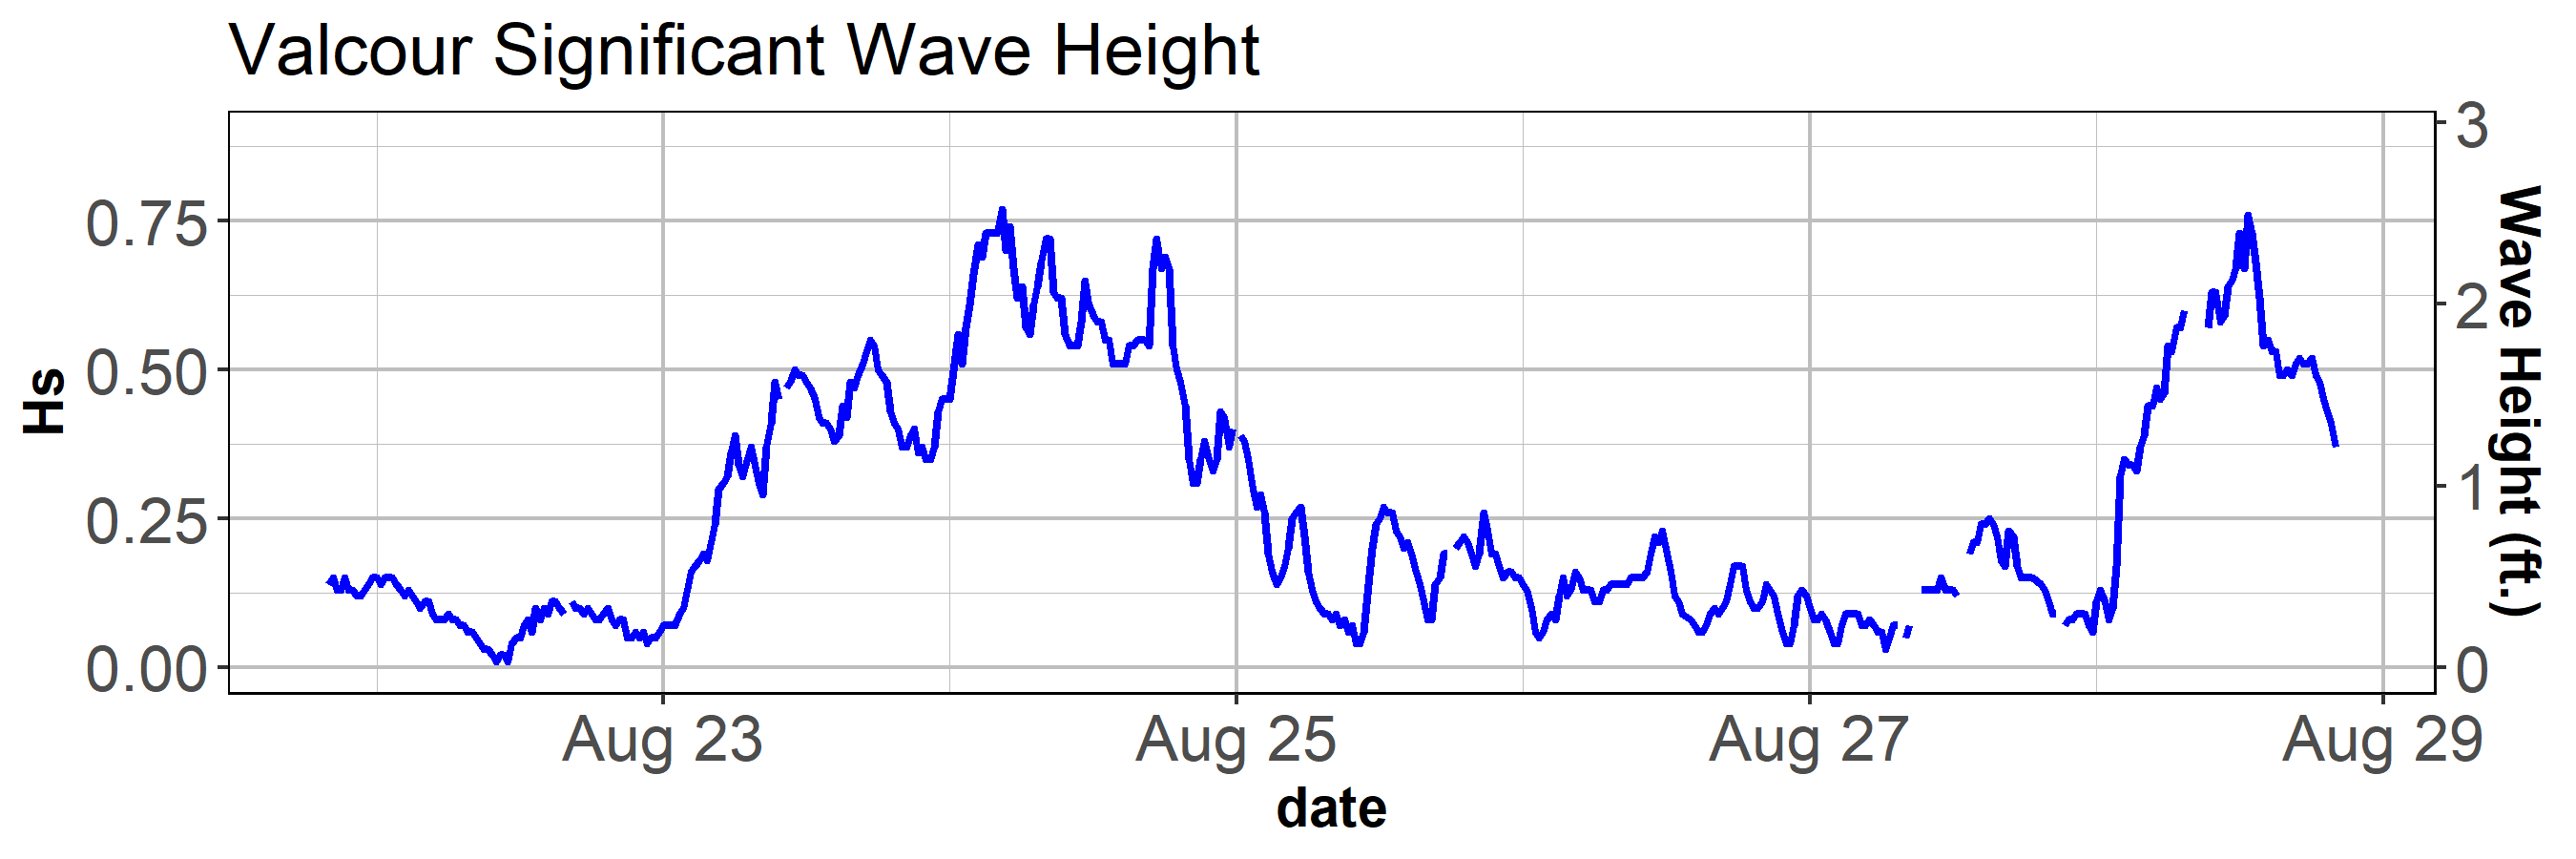 Valcour Significant Wave Height
Hs
0.75
0.50
0.25
0.00
3
2
1
0
Wave Height (ft.)
Aug 23
Aug 25
Aug 27
Aug 29
date